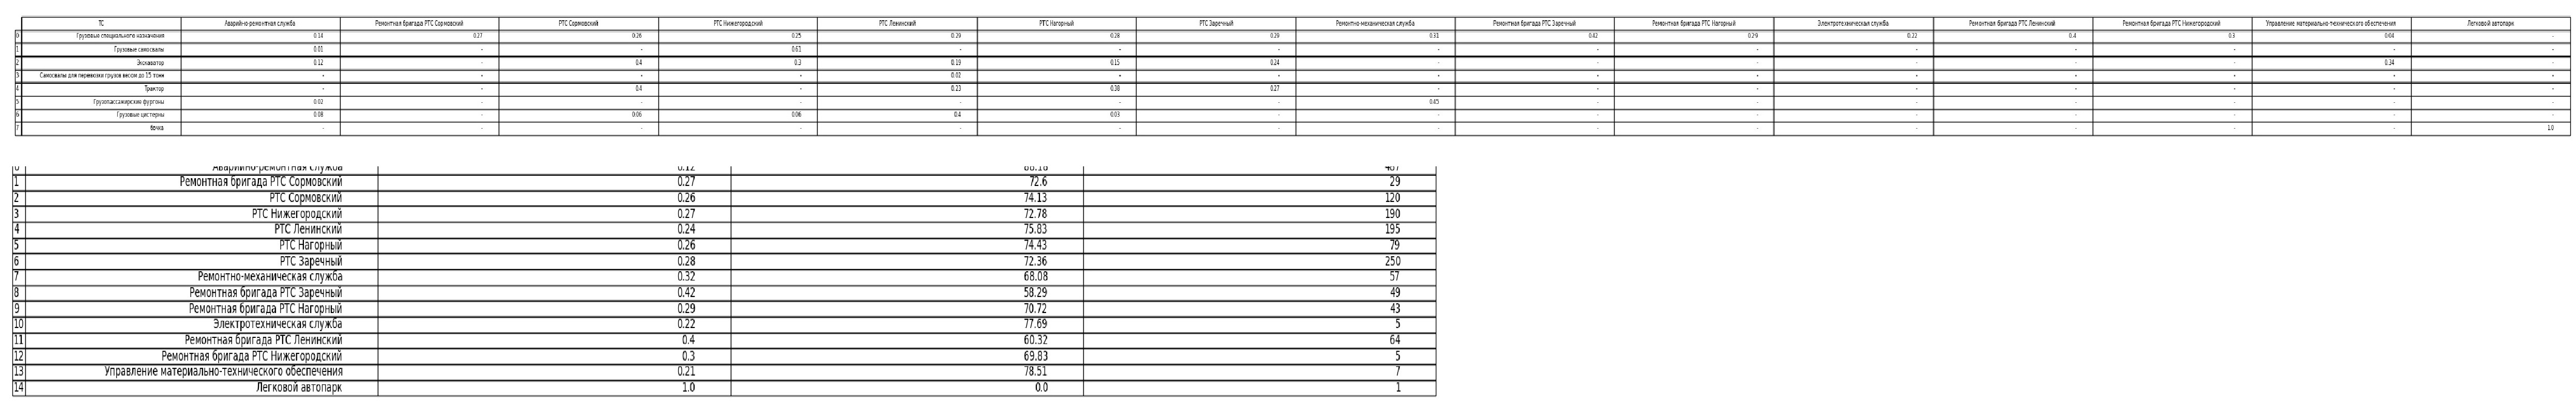 ТС Аварийно-ремонтная служба Ремонтная бригада РТС Сормовский РТС Сормовский РТС Нижегородский РТС Ленинский РТС Нагорный РТС Заречный Ремонтно-механическая служба Ремонтная бригада РТС Заречный Ремонтная бригада РТС Нагорный Электротехническая служба Ремонтная бригада РТС Ленинский Ремонтная бригада РТС Нижегородский Управление материально-технического обеспечения Легковой автопарк
0 Грузовые специального назначения 0.14 0.27 0.26 0.25 0.29 0.28 0.29 0.31 0.42 0.29 0.22 0.4 0.3 0.04 -
1 Грузовые самосвалы 0.01 - - 0.61 - - - - - - - - - - -
2 Экскаватор 0.12 - 0.4 0.3 0.19 0.15 0.24 - - - - - - 0.34 -
3 Самосвалы для перевозки грузов весом до 15 тонн - - - - 0.02 - - - - - - - - - -
4 Трактор - - 0.4 - 0.23 0.38 0.27 - - - - - - - -
5 Грузопассажирские фургоны 0.02 - - - - - - 0.45 - - - - - - -
6 Грузовые цистерны 0.08 - 0.06 0.06 0.4 0.03 - - - - - - - - -
7 бочка - - - - - - - - - - - - - - 1.0
0 Аварийно-ремонтная служба 0.12 88.18 467
1 Ремонтная бригада РТС Сормовский 0.27 72.6 29
2 РТС Сормовский 0.26 74.13 120
3 РТС Нижегородский 0.27 72.78 190
4 РТС Ленинский 0.24 75.83 195
5 РТС Нагорный 0.26 74.43 79
6 РТС Заречный 0.28 72.36 250
7 Ремонтно-механическая служба 0.32 68.08 57
8 Ремонтная бригада РТС Заречный 0.42 58.29 49
9 Ремонтная бригада РТС Нагорный 0.29 70.72 43
10 Электротехническая служба 0.22 77.69 5
11 Ремонтная бригада РТС Ленинский 0.4 60.32 64
12 Ремонтная бригада РТС Нижегородский 0.3 69.83 5
13 Управление материально-технического обеспечения 0.21 78.51 7
14 Легковой автопарк 1.0 0.0 1